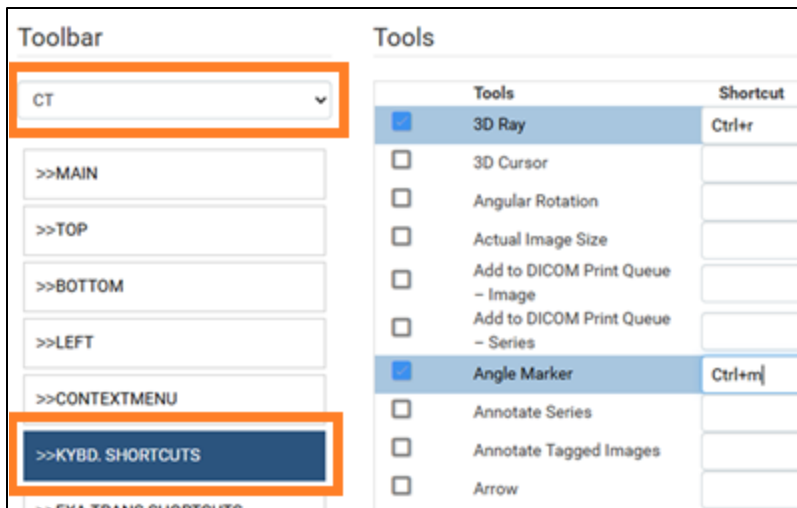 Toolbar
CT
>>MAIN
>>TOP
>>BOTTOM
>>LEFT
>>CONTEXTMENU
>>KYBD. SHORTCUTS
Tools
Tools Shortcut
3D Ray Ctrl+r
3D Cursor
Angular Rotation
Actual Image Size
Add to DICOM Print Queue
– Image
Add to DICOM Print Queue
– Series
Angle Marker Ctrl+m
Annotate Series
Annotate Tagged Images
Arrow